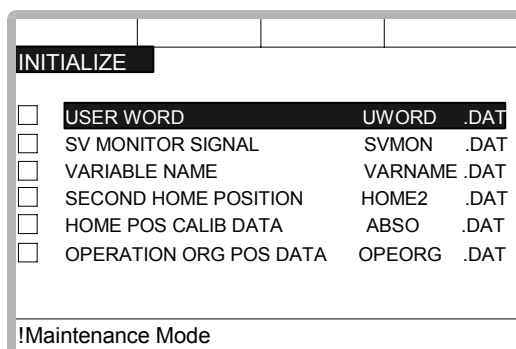 INITIALIZE
USER WORD UWORD .DAT
SV MONITOR SIGNAL SVMON .DAT
VARIABLE NAME VARNAME .DAT
SECOND HOME POSITION HOME2 .DAT
HOME POS CALIB DATA ABSO .DAT
OPERATION ORG POS DATA OPEORG .DAT
!Maintenance Mode